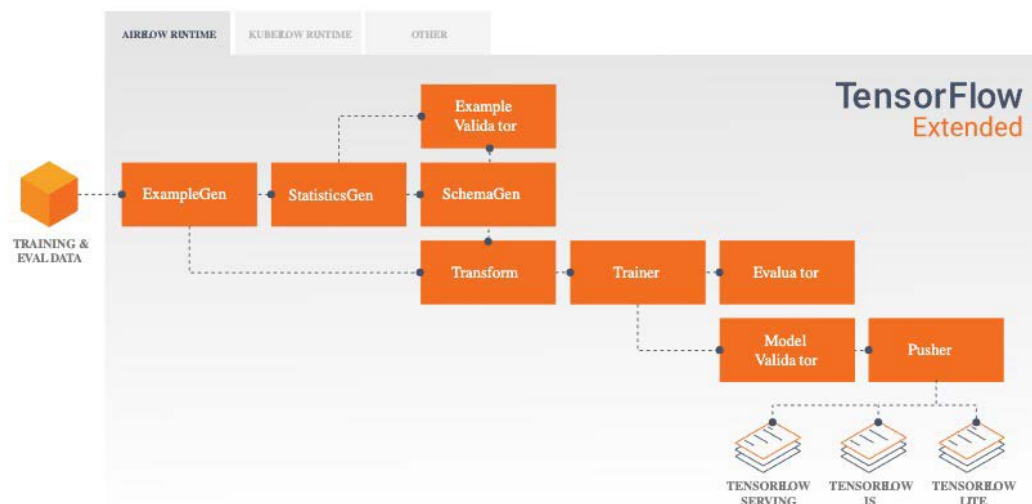 AIRFLOW RUNTIME
KUBEFLOW RUNTIME
OTHER
TensorFlow
Extended
Example
Valida tor
ExampleGen
StatisticsGen
SchemaGen
TRAINING &
EVAL DATA
Transform
Trainer
Evalua tor
Model
Valida tor
Pusher
TENSORFLOW
SERVING
TENSORFLOW
JS
TENSORFLOW
LITE